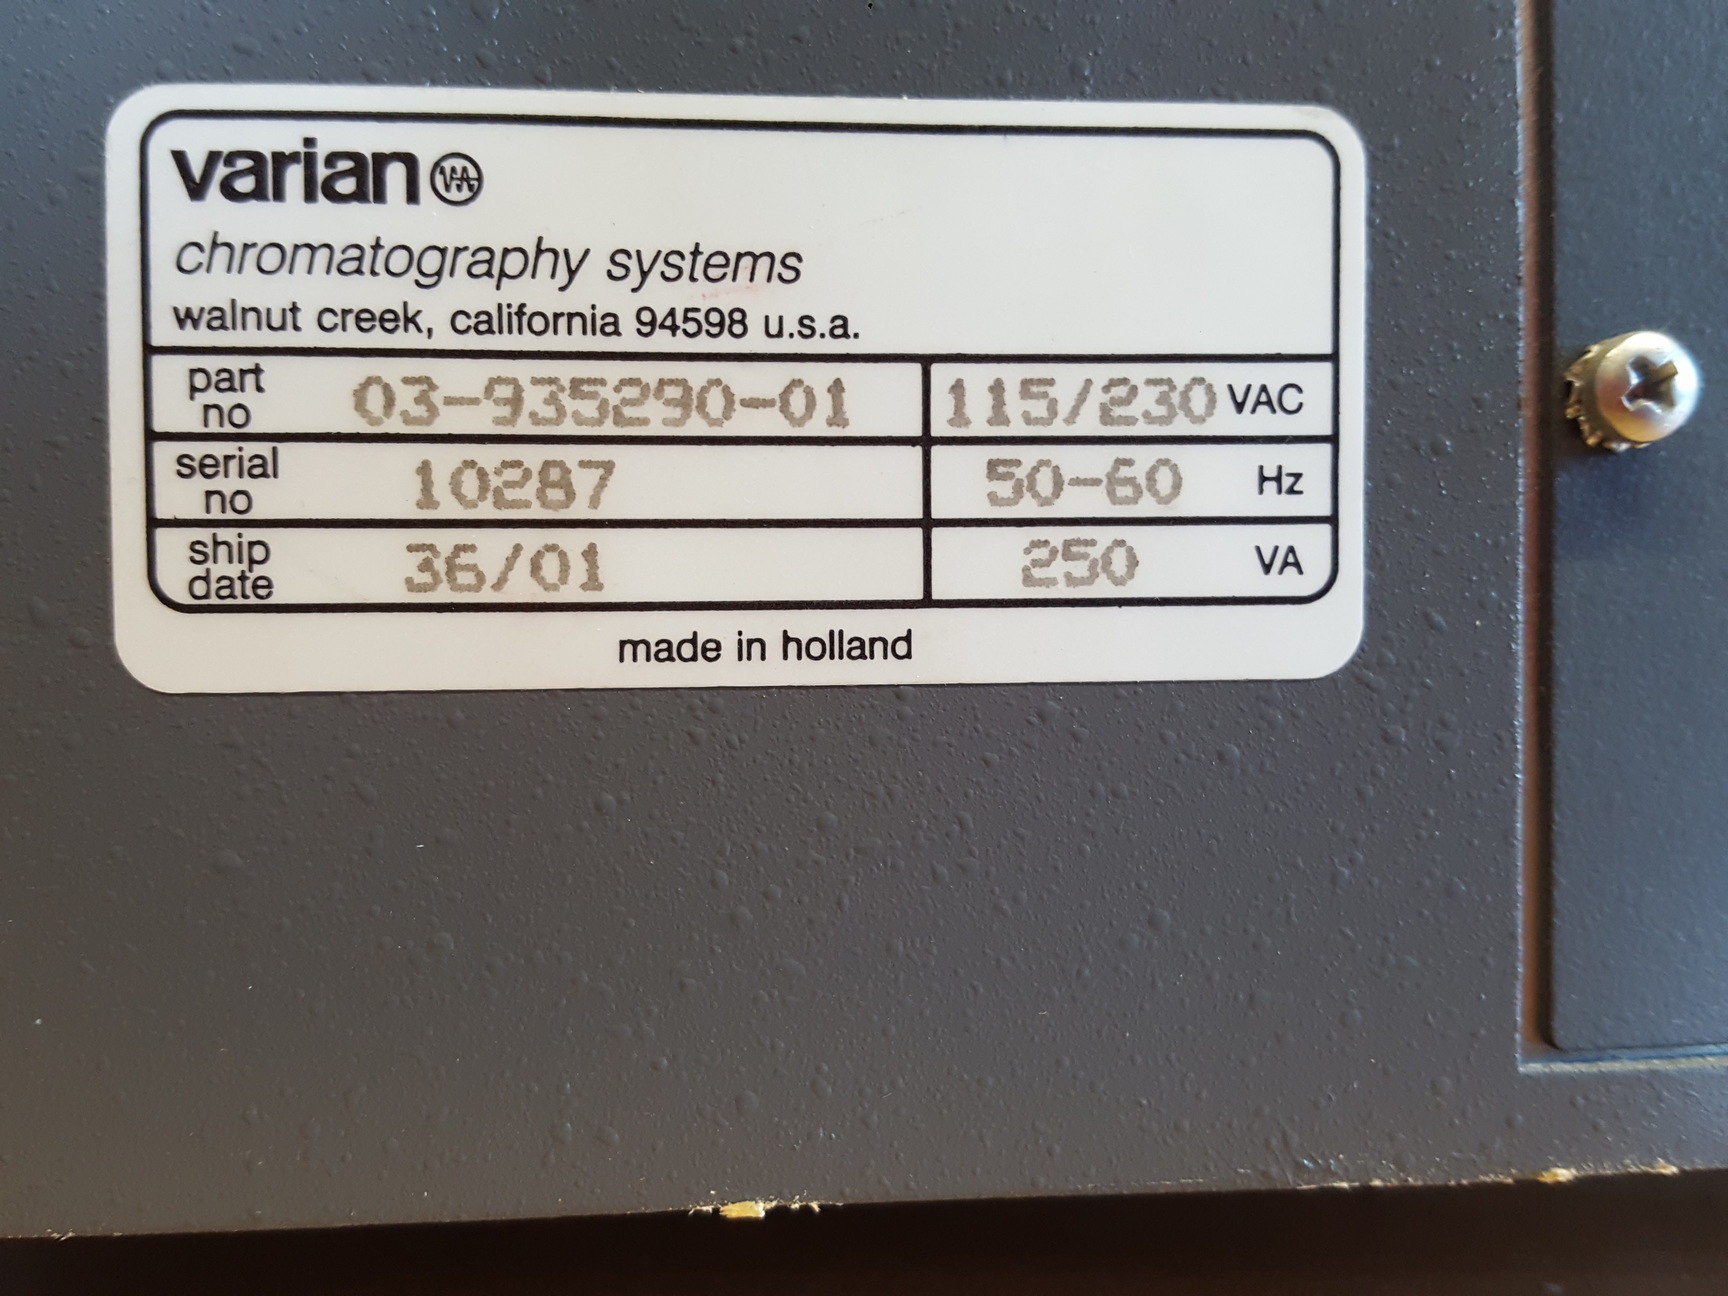 varian
chromatography systems
walnut creek, california 94598 u.s.a.
part no 03-935290-01 115/230 VAC
serial no 10287 50-60 Hz
ship date 36/01 250 VA
made in holland